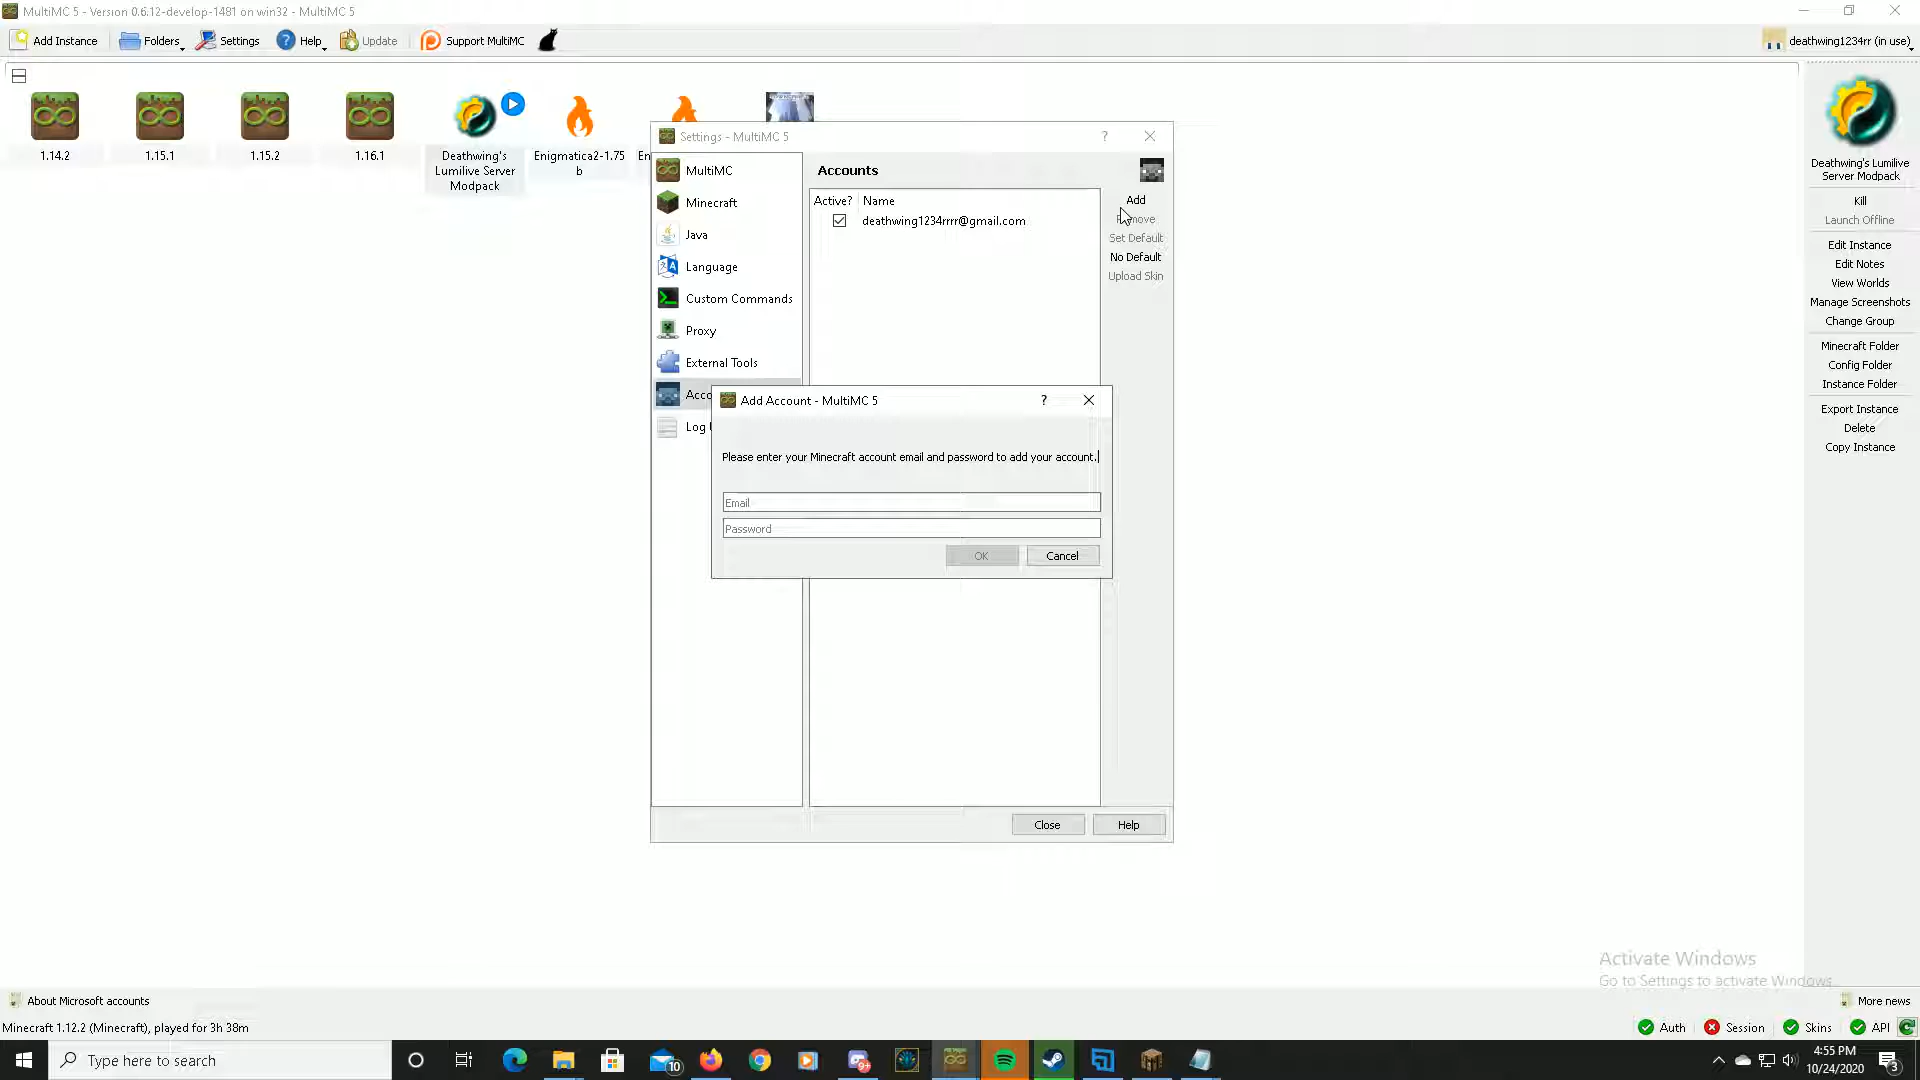 MultiMC 5 - Version 0.6.12-develop-1481 on win32 - MultiMC 5
Add Instance
Folders
Settings
Help
Update
Support MultiMC
deathwing1234rr (in use)
1.14.2
1.15.1
1.15.2
1.16.1
Deathwing's
Lumilive Server
Modpack
Enigmatica2-1.75
b
En
Settings - MultiMC 5
?
MultiMC
Minecraft
Java
Language
Custom Commands
Proxy
External Tools
Acco
Log
Accounts
Active? Name
deathwing1234rrrr@gmail.com
Add
Remove
Set Default
No Default
Upload Skin
Add Account - MultiMC 5
?
Please enter your Minecraft account email and password to add your account.
Email
Password
OK
Cancel
Close
Help
Deathwing's Lumilive
Server Modpack
Kill
Launch Offline
Edit Instance
Edit Notes
View Worlds
Manage Screenshots
Change Group
Minecraft Folder
Config Folder
Instance Folder
Export Instance
Delete
Copy Instance
Activate Windows
Go to Settings to activate Windows.
About Microsoft accounts
More news
Minecraft 1.12.2 (Minecraft), played for 3h 38m
Auth
Session
Skins
API
Type here to search
10
9+
4:55 PM
10/24/2020
3